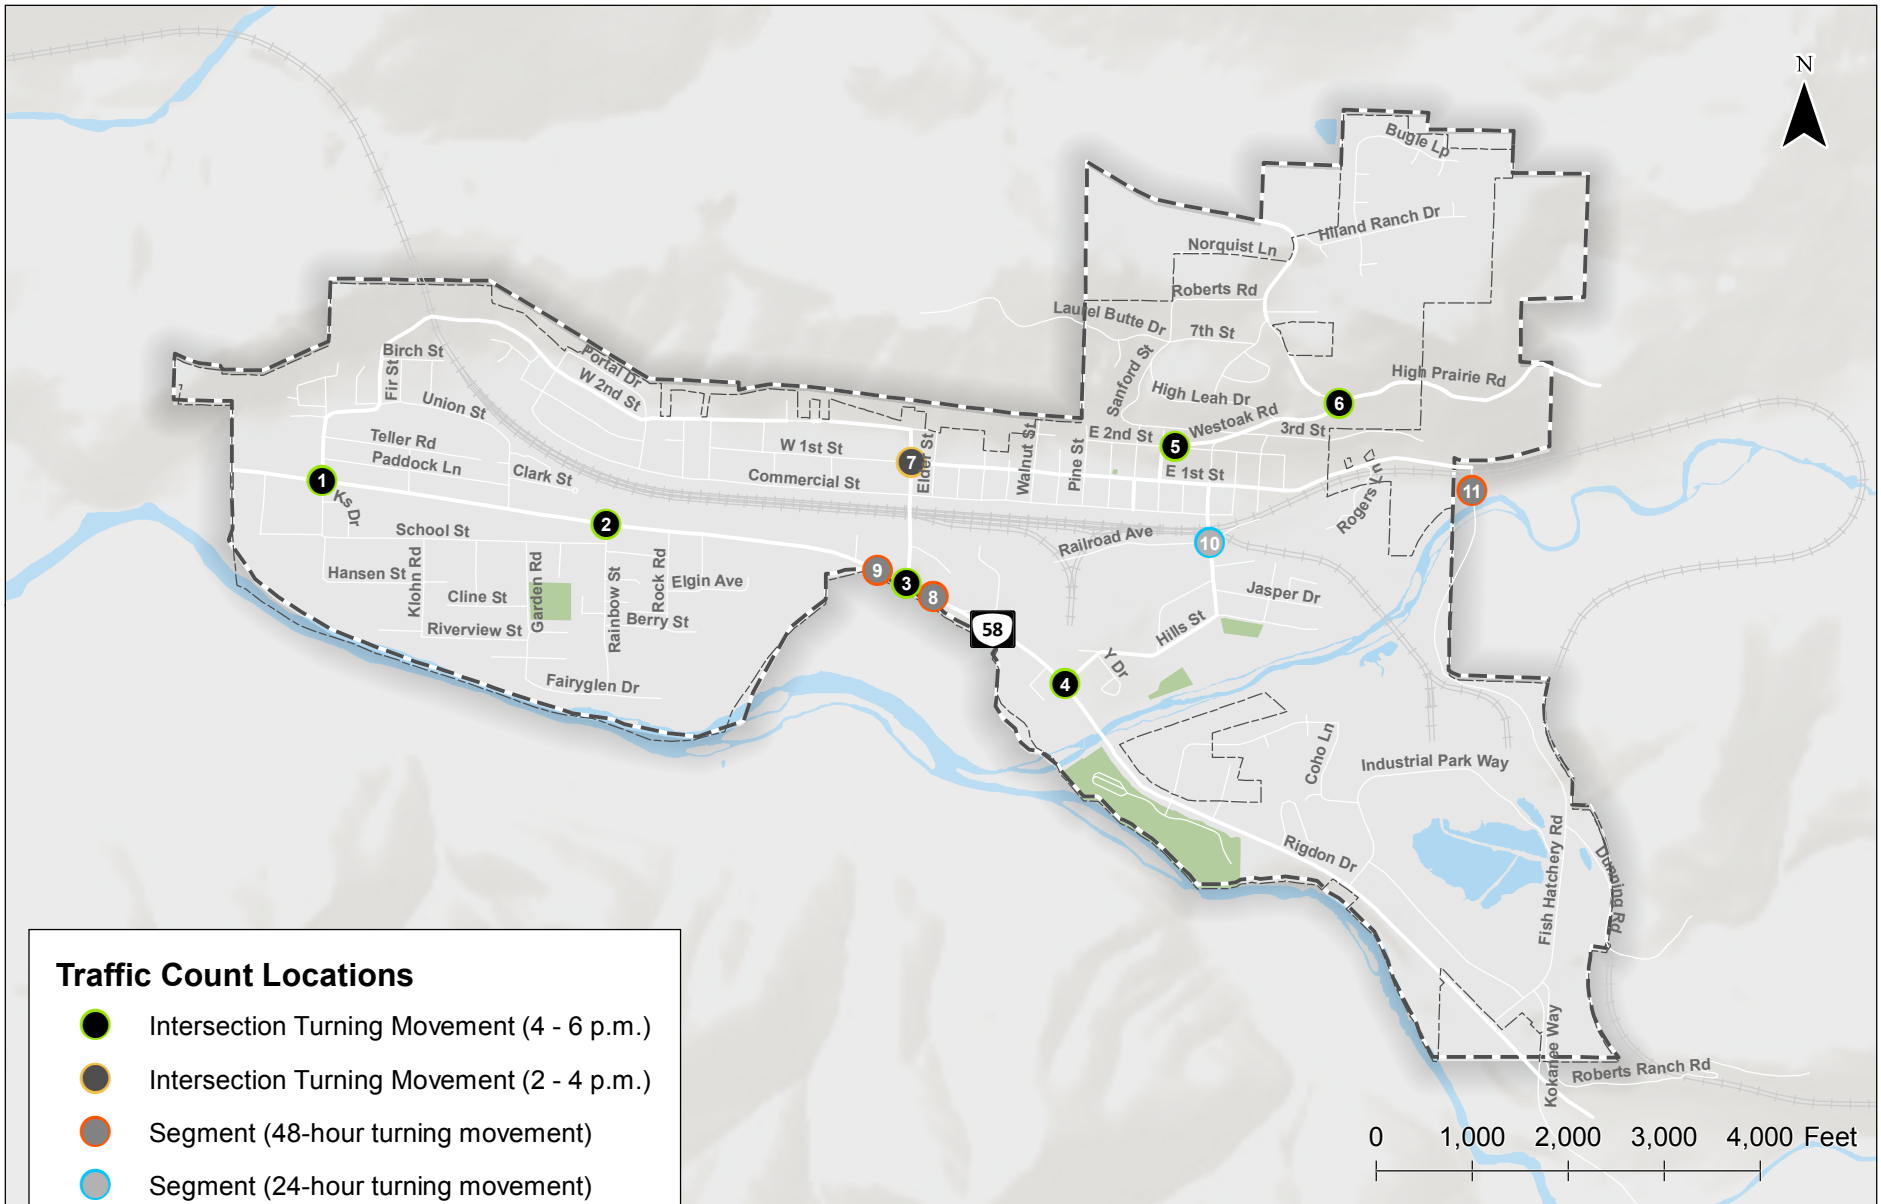 N
Bugle Lp
Hiland Ranch Dr
Norquist Ln
Roberts Rd
Laurel Butte Dr
7th St
Sanford St
High Leah Dr
High Prairie Rd
Westoak Rd
6
3rd St
E 2nd St
5
E 1st St
Birch St
Fir St
Portal Dr
W 2nd St
Union St
Teller Rd
Paddock Ln
Clark St
W 1st St
Commercial St
7
Elder St
Walnut St
Pine St
1
Ks Dr
2
School St
Hansen St
Klohn Rd
Cline St
Riverview St
Garden Rd
Rainbow St
Rock Rd
Elgin Ave
Berry St
Fairyglen Dr
9
3
8
58
4
Y Dr
Hills St
Railroad Ave
10
Jasper Dr
Rogers Ln
11
Coho Ln
Industrial Park Way
Rigdon Dr
Fish Hatchery Rd
Dunning Rd
Kokanee Way
Roberts Ranch Rd
Traffic Count Locations
Intersection Turning Movement (4 - 6 p.m.)
Intersection Turning Movement (2 - 4 p.m.)
Segment (48-hour turning movement)
Segment (24-hour turning movement)
0 1,000 2,000 3,000 4,000 Feet